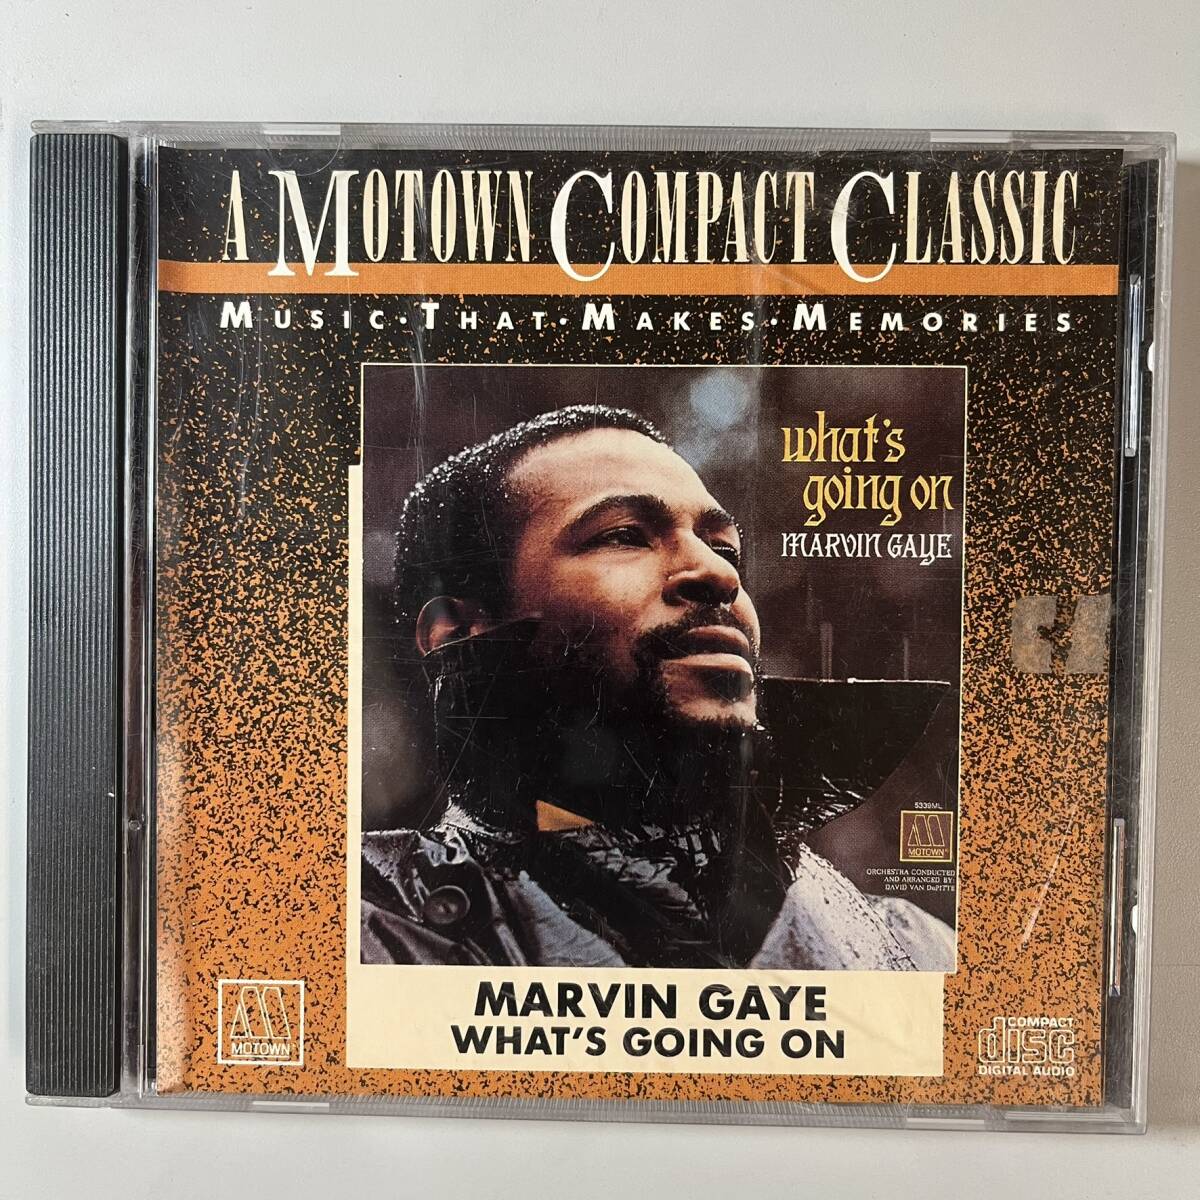 A MOTOWN COMPACT CLASSIC
MUSIC·THAT·MAKES·MEMORIES
what's
going on
MARVIN GAYE
5339ML
MOTOWN
ORCHESTRA CONDUCTED
AND ARRANGED BY:
DAVID VAN DePITTE
MARVIN GAYE
WHAT'S GOING ON
MOTOWN
COMPACT
disc
DIGITAL AUDIO